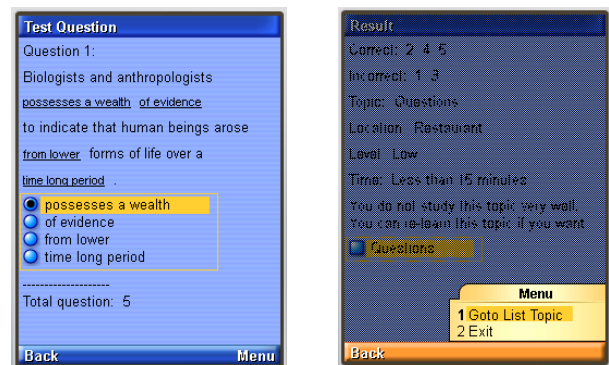 Test Question
Question 1:
Biologists and anthropologists
possesses a wealth of evidence
to indicate that human beings arose
from lower forms of life over a
time long period .
possesses a wealth
of evidence
from lower
time long period
--------------------
Total question: 5
Back Menu
Result
Correct: 2 4 5
Incorrect: 1 3
Topic: Questions
Location: Restaurant
Level: Low
Time: Less than 15 minutes
You do not study this topic very well.
You can re-learn this topic if you want
Questions
Menu
1 Goto List Topic
2 Exit
Back